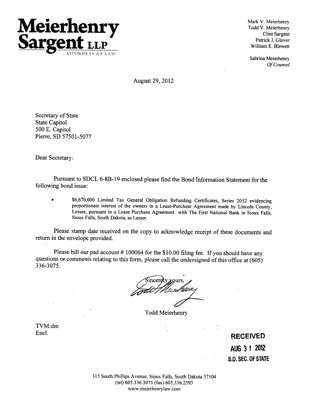 Meierhenry
Sargent LLP
ATTORNEYS AT LAW
Mark V. Meierhenry
Todd V. Meierhenry
Clint Sargent
Patrick J. Glover
William E. Blewett
Sabrina Meierhenry
Of Counsel
August 29, 2012
Secretary of State
State Capitol
500 E. Capitol
Pierre, SD 57501-5077
Dear Secretary:
Pursuant to SDCL 6-8B-19 enclosed please find the Bond Information Statement for the
following bond issue:
• $6,670,000 Limited Tax General Obligation Refunding Certificates, Series 2012 evidencing
proportionate interest of the owners in a Lease-Purchase Agreement made by Lincoln County,
Lessee, pursuant to a Lease Purchase Agreement with The First National Bank in Sioux Falls,
Sioux Falls, South Dakota, as Lesser.
Please stamp date received on the copy to acknowledge receipt of these documents and
return in the envelope provided.
Please bill our pad account # 100064 for the $10.00 filing fee. If you should have any
questions or comments relating to this form, please call the undersigned of this office at (605)
336-3075.
Sincerely yours,
Todd Meierhenry
Todd Meierhenry
TVM:dm
Encl.
RECEIVED
AUG 31 2012
S.D. SEC. OF STATE
315 South Phillips Avenue, Sioux Falls, South Dakota 57104
(tel) 605.336.3075 (fax) 605.336.2593
www.meierhenrylaw.com